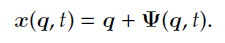 x(q, t) = q + Ψ(q, t).